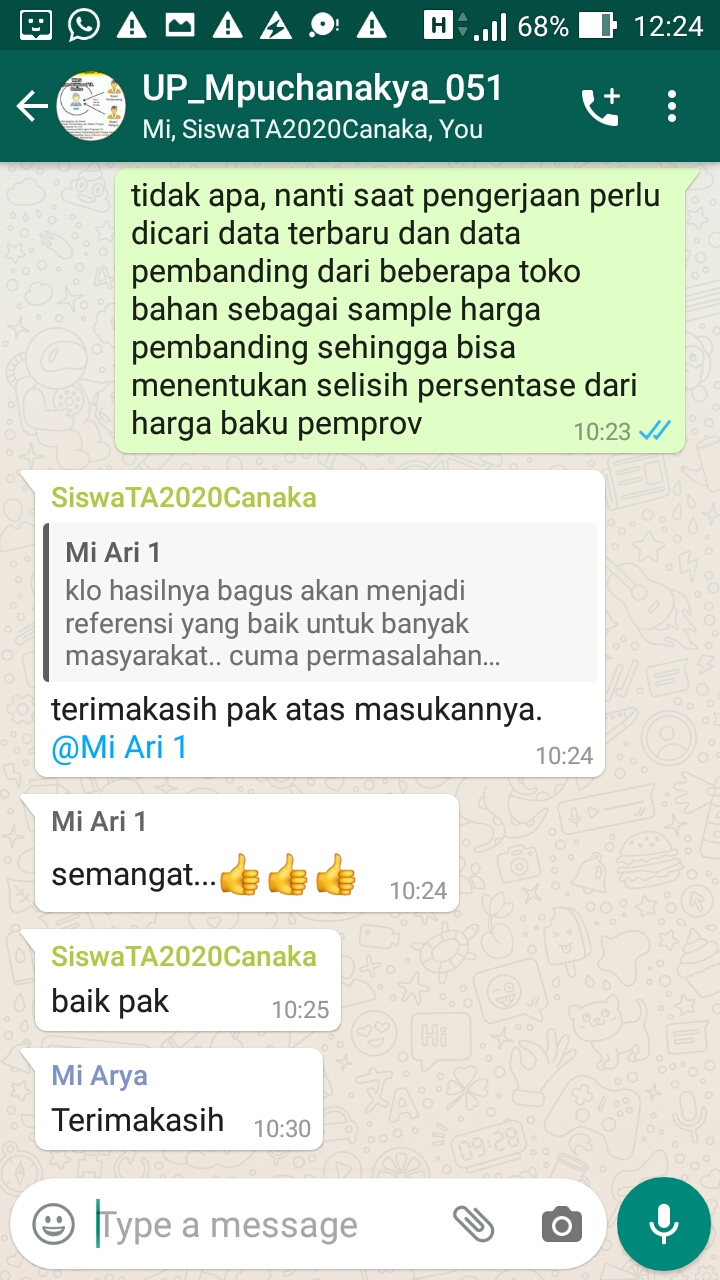 H 68% 12:24
UP_Mpuchanakya_051
Mi, SiswaTA2020Canaka, You
tidak apa, nanti saat pengerjaan perlu
dicari data terbaru dan data
pembanding dari beberapa toko
bahan sebagai sample harga
pembanding sehingga bisa
menentukan selisih persentase dari
harga baku pemprov 10:23
SiswaTA2020Canaka
Mi Ari 1
klo hasilnya bagus akan menjadi
referensi yang baik untuk banyak
masyarakat.. cuma permasalahan...
terimakasih pak atas masukannya.
@Mi Ari 1 10:24
Mi Ari 1
semangat...👍👍👍 10:24
SiswaTA2020Canaka
baik pak 10:25
Mi Arya
Terimakasih 10:30
Type a message